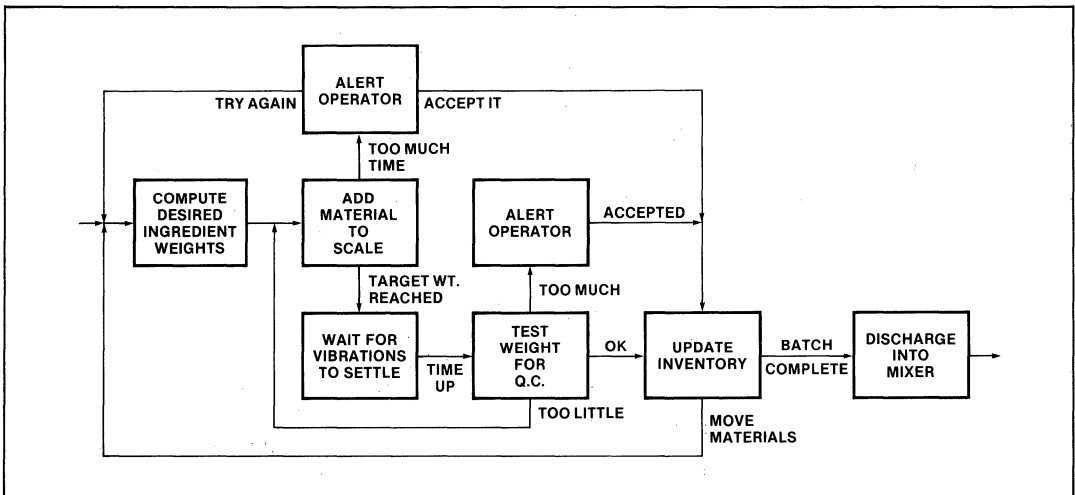 ALERT
OPERATOR
TRY AGAIN
ACCEPT IT
TOO MUCH
TIME
COMPUTE
DESIRED
INGREDIENT
WEIGHTS
ADD
MATERIAL
TO
SCALE
ALERT
OPERATOR
ACCEPTED
TARGET WT.
REACHED
TOO MUCH
WAIT FOR
VIBRATIONS
TO SETTLE
TIME
UP
TEST
WEIGHT
FOR
Q.C.
OK
UPDATE
INVENTORY
BATCH
COMPLETE
DISCHARGE
INTO
MIXER
TOO LITTLE
MOVE
MATERIALS